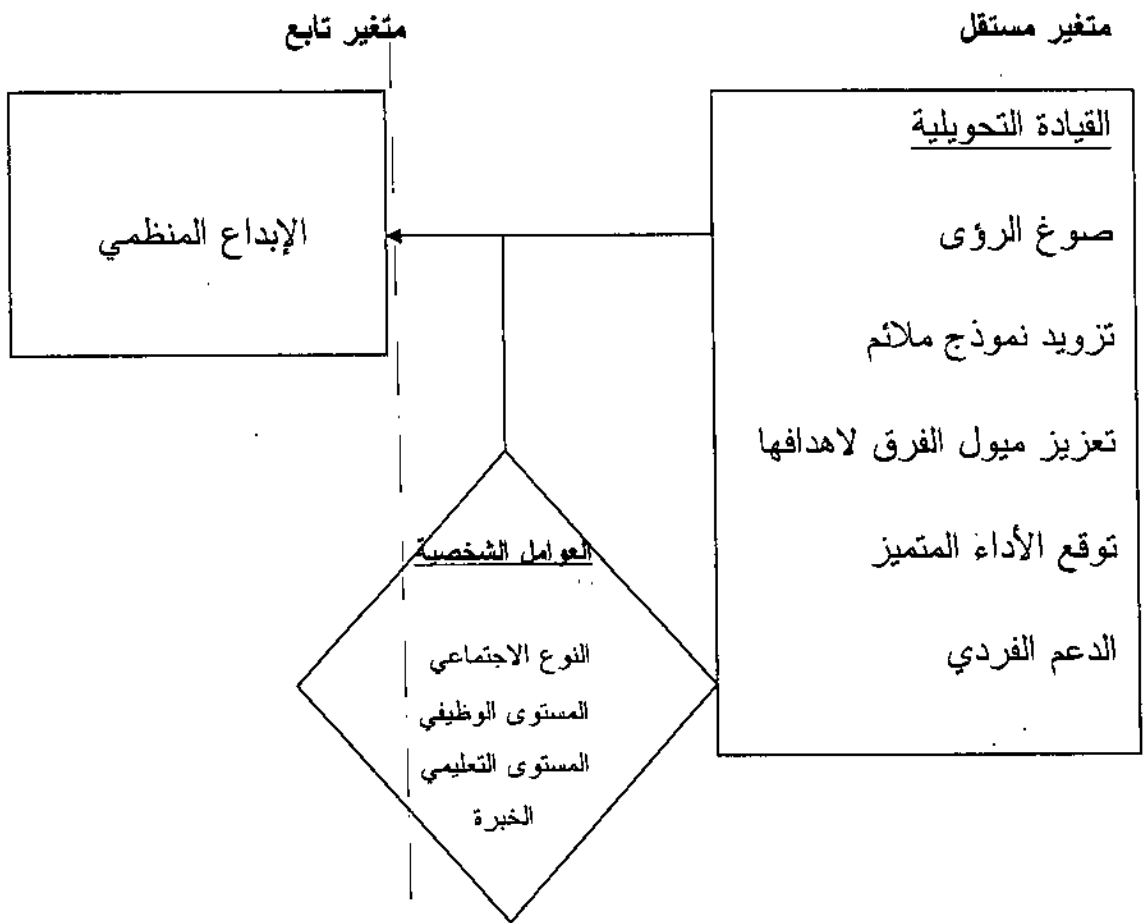 متغير مستقل
متغير تابع
القيادة التحويلية
صوغ الرؤى
تزويد نموذج ملائم
تعزيز ميول الفرق لاهدافها
توقع الأداء المتميز
الدعم الفردي
الإبداع المنظمي
العوامل الشخصية
النوع الاجتماعي
المستوى الوظيفي
المستوى التعليمي
الخبرة